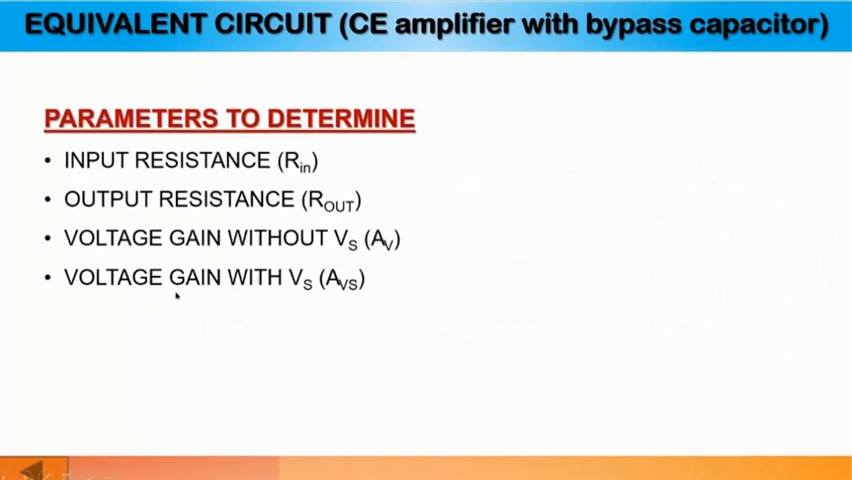 EQUIVALENT CIRCUIT (CE amplifier with bypass capacitor)
PARAMETERS TO DETERMINE
• INPUT RESISTANCE (Rin)
• OUTPUT RESISTANCE (ROUT)
• VOLTAGE GAIN WITHOUT VS (AV)
• VOLTAGE GAIN WITH VS (AVS)